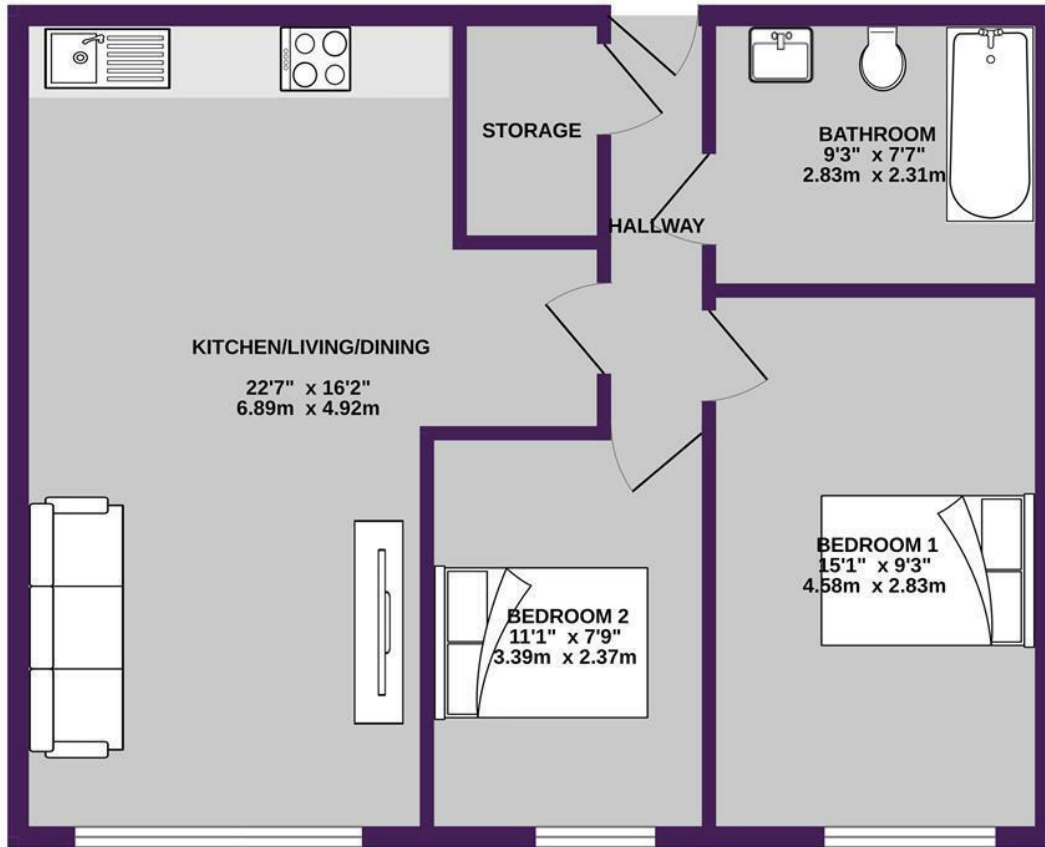 STORAGE
BATHROOM
9'3" x 7'7"
2.83m x 2.31m
HALLWAY
KITCHEN/LIVING/DINING
22'7" x 16'2"
6.89m x 4.92m
BEDROOM 1
15'1" x 9'3"
4.58m x 2.83m
BEDROOM 2
11'1" x 7'9"
3.39m x 2.37m